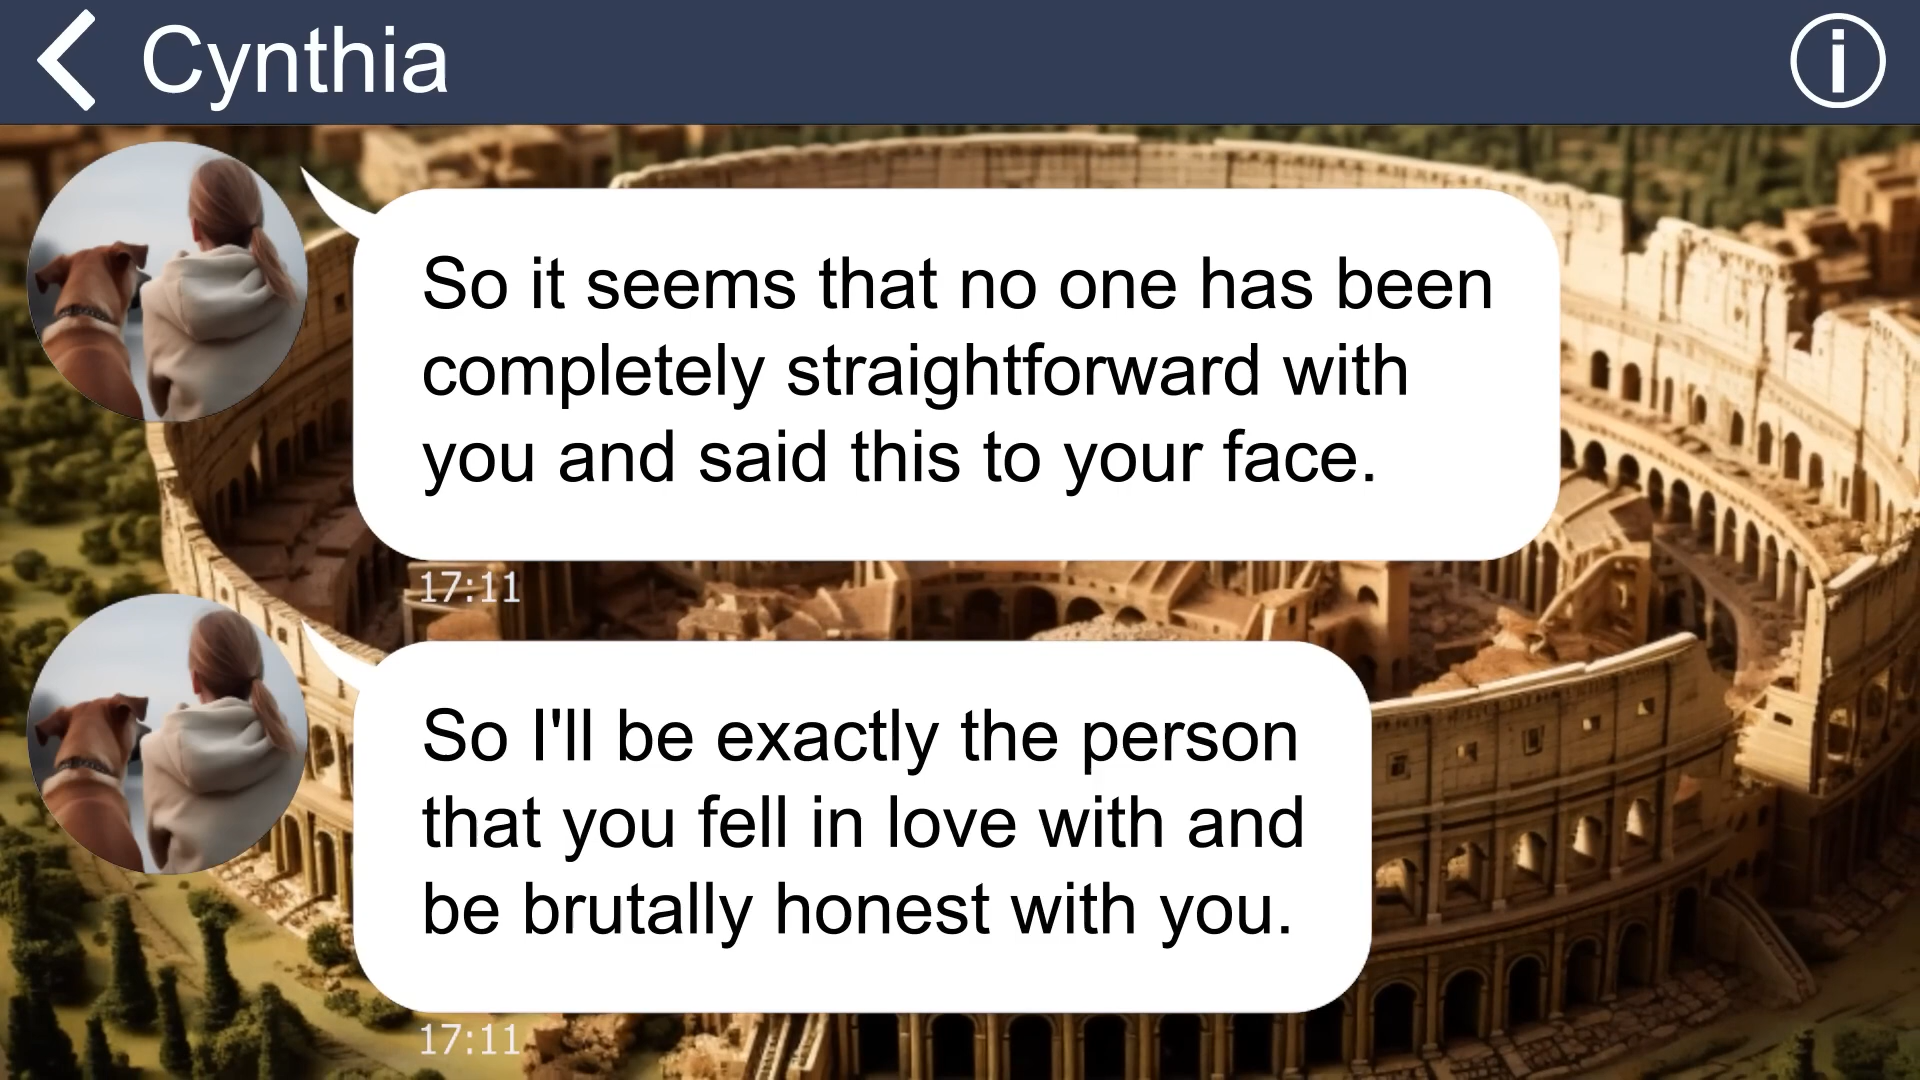 Cynthia
So it seems that no one has been
completely straightforward with
you and said this to your face.
17:11
So I'll be exactly the person
that you fell in love with and
be brutally honest with you.
17:11